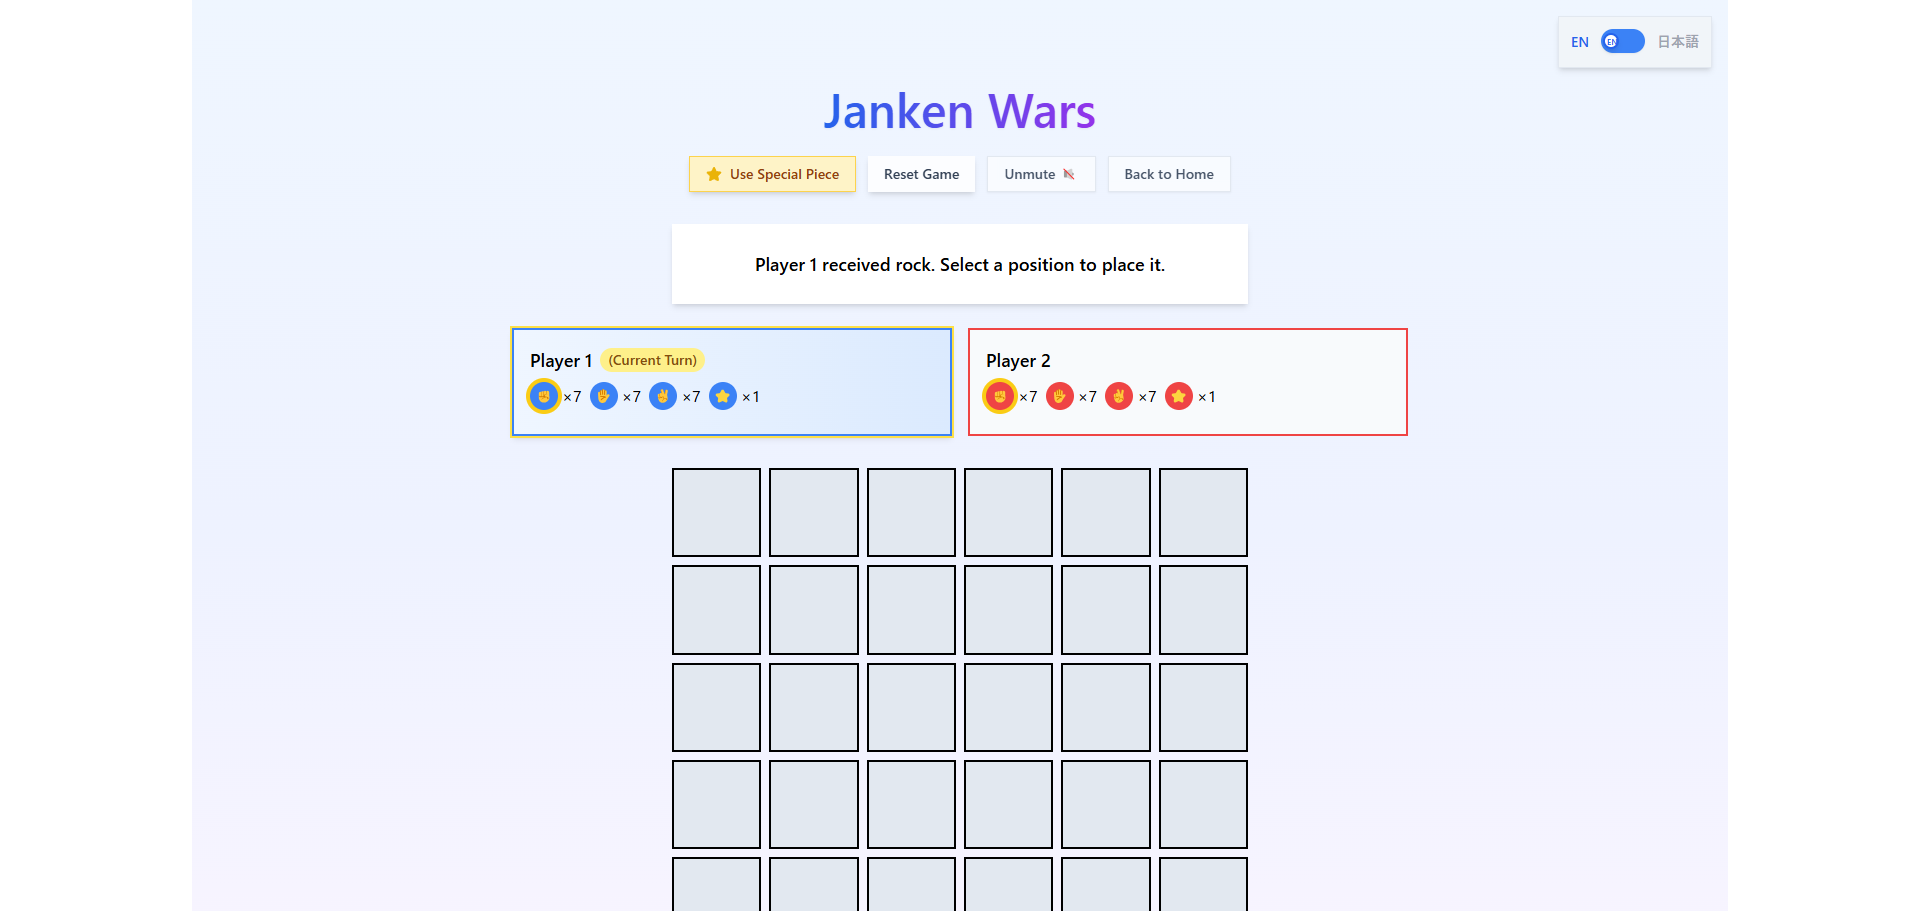 EN EN 日本語
Janken Wars
Use Special Piece Reset Game Unmute Back to Home
Player 1 received rock. Select a position to place it.
Player 1 (Current Turn)
×7 ×7 ×7 ×1
Player 2
×7 ×7 ×7 ×1